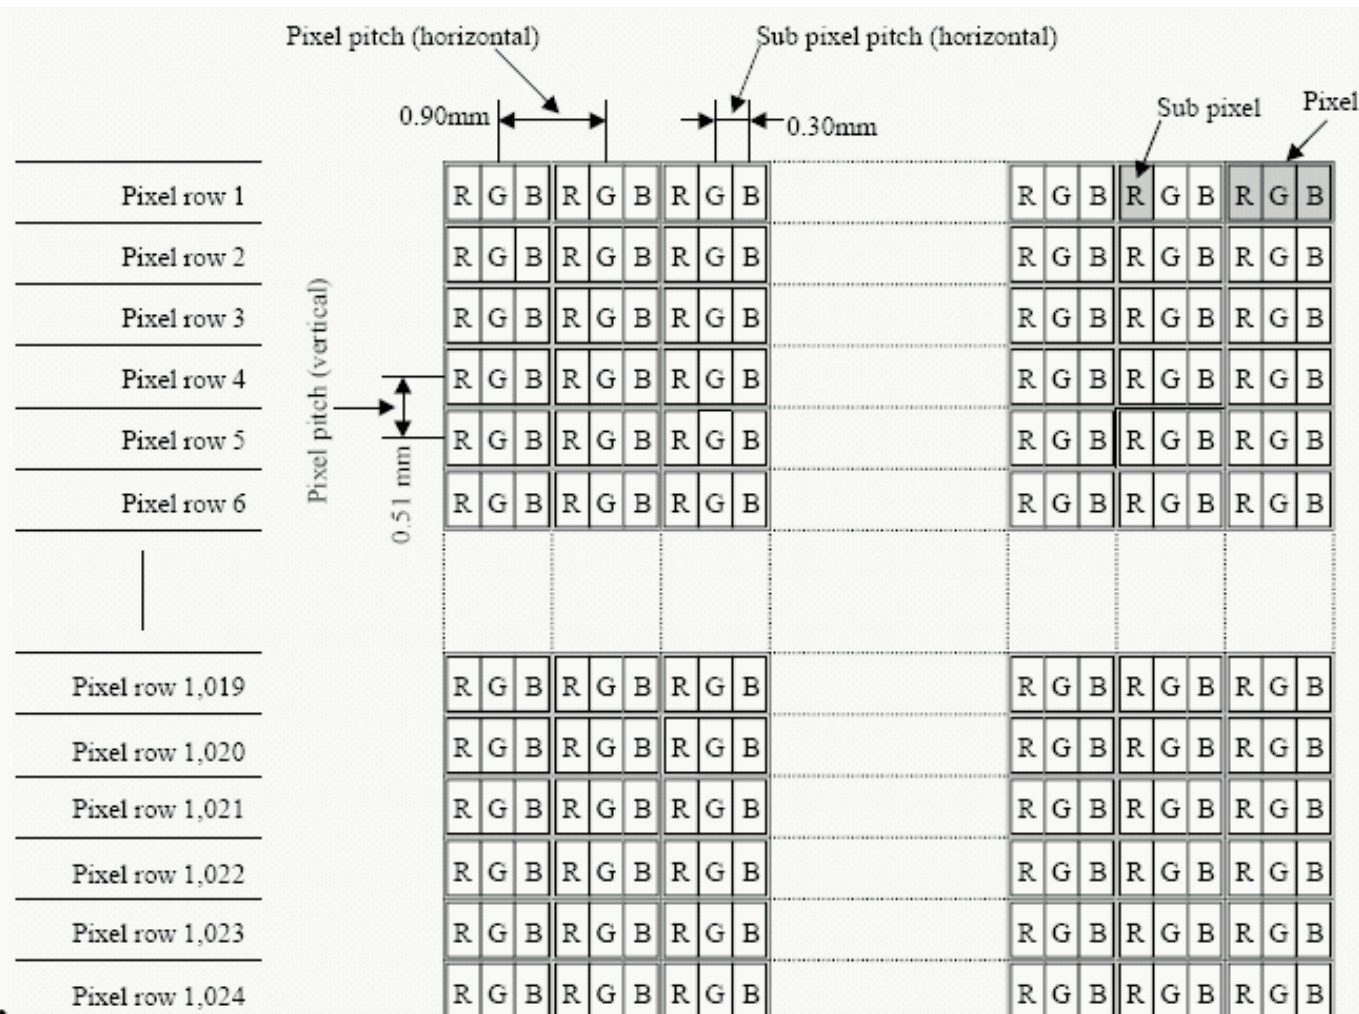 Pixel pitch (horizontal)
Sub pixel pitch (horizontal)
Sub pixel
Pixel
0.90mm
0.30mm
Pixel row 1
R G B R G B R G B
R G B R G B R G B
Pixel row 2
R G B R G B R G B
R G B R G B R G B
Pixel row 3
R G B R G B R G B
R G B R G B R G B
Pixel pitch (vertical)
Pixel row 4
R G B R G B R G B
R G B R G B R G B
Pixel row 5
R G B R G B R G B
R G B R G B R G B
0.51 mm
Pixel row 6
R G B R G B R G B
R G B R G B R G B
Pixel row 1,019
R G B R G B R G B
R G B R G B R G B
Pixel row 1,020
R G B R G B R G B
R G B R G B R G B
Pixel row 1,021
R G B R G B R G B
R G B R G B R G B
Pixel row 1,022
R G B R G B R G B
R G B R G B R G B
Pixel row 1,023
R G B R G B R G B
R G B R G B R G B
Pixel row 1,024
R G B R G B R G B
R G B R G B R G B